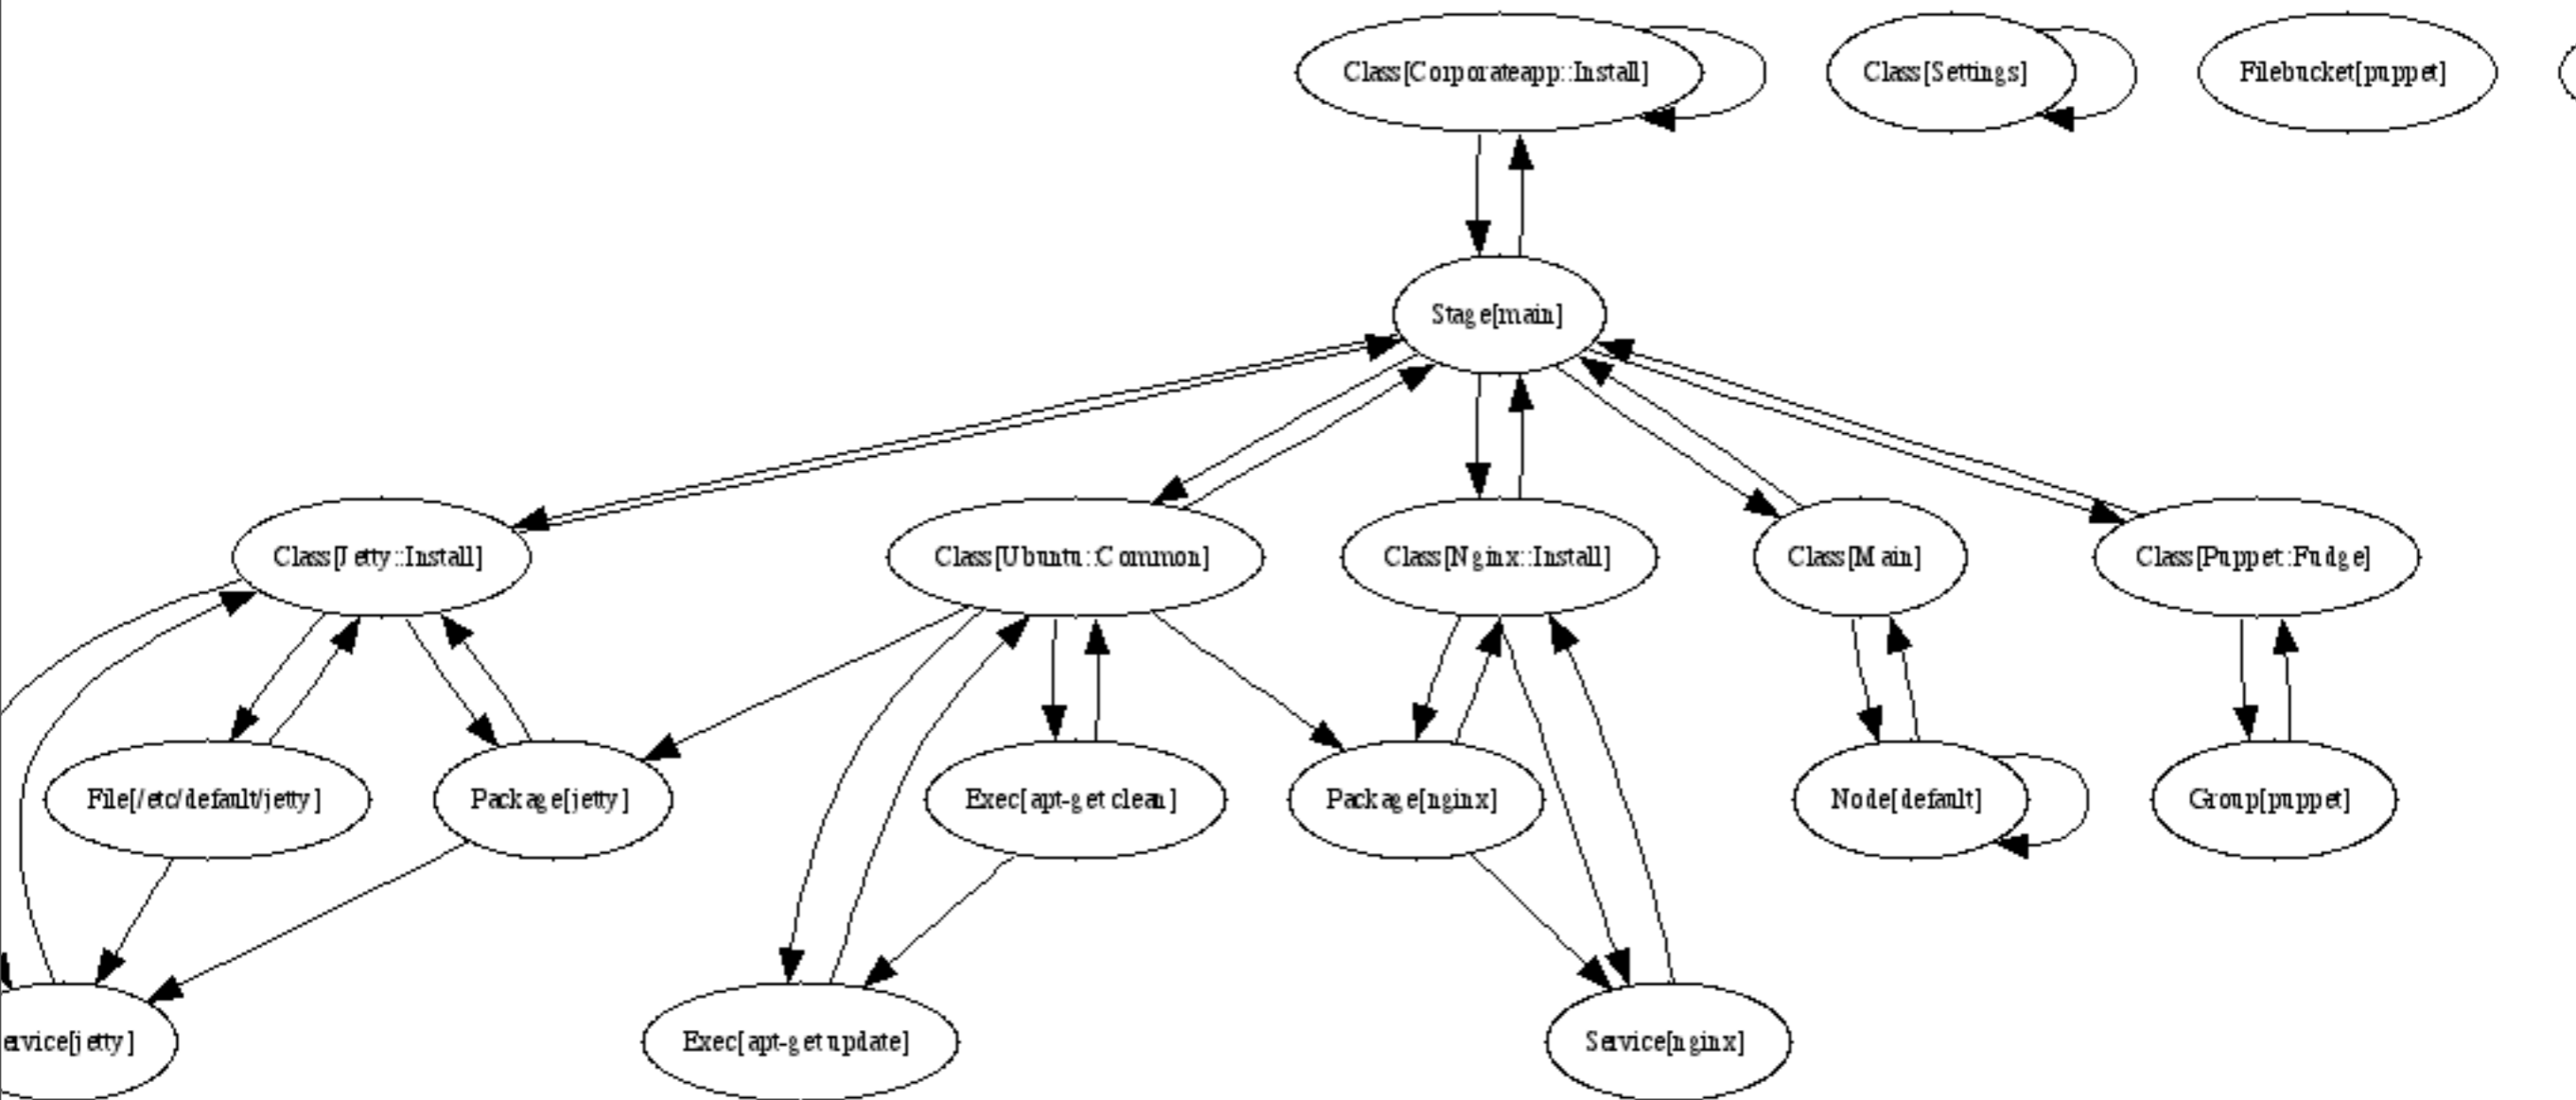 Class[Corporateapp::Install]
Class[Settings]
Filebucket[puppet]
Stage[main]
Class[Jetty::Install]
Class[Ubuntu::Common]
Class[Nginx::Install]
Class[Main]
Class[Puppet::Fudge]
File[/etc/default/jetty]
Package[jetty]
Exec[apt-get clean]
Package[nginx]
Node[default]
Group[puppet]
ervice[jetty]
Exec[apt-get update]
Service[nginx]